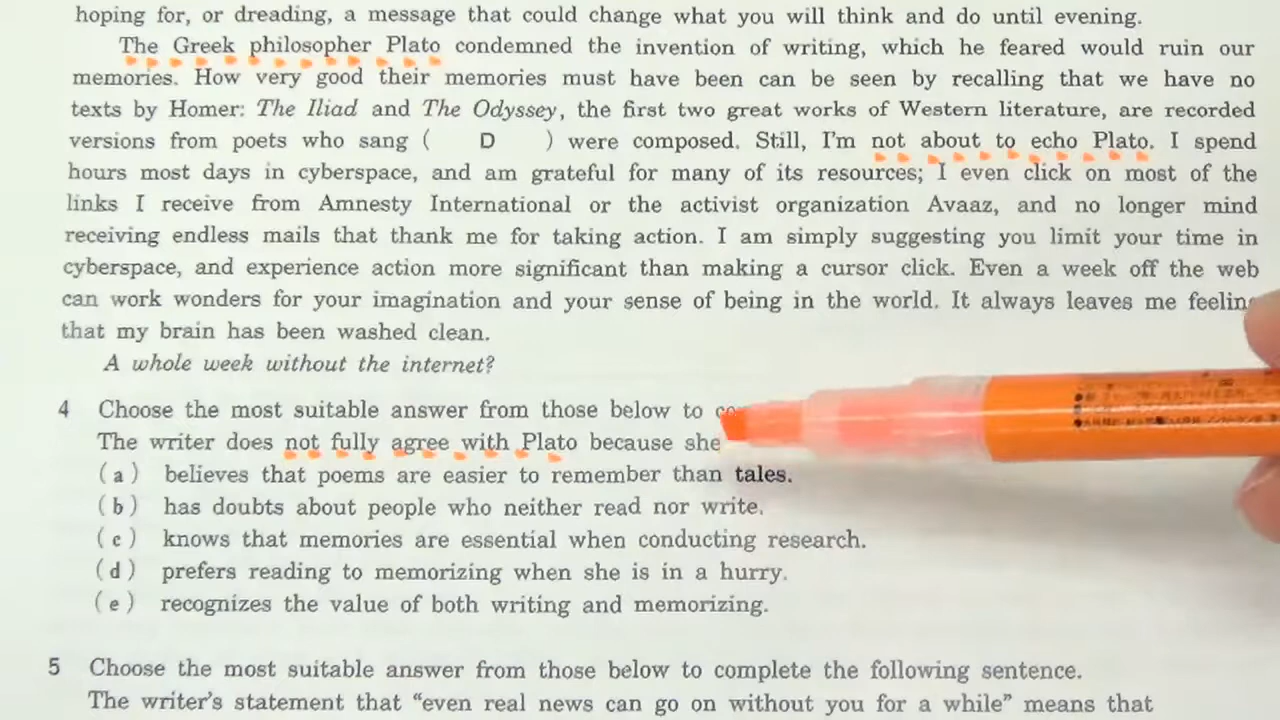 hoping for, or dreading, a message that could change what you will think and do until evening.
The Greek philosopher Plato condemned the invention of writing, which he feared would ruin our
memories. How very good their memories must have been can be seen by recalling that we have no
texts by Homer: The Iliad and The Odyssey, the first two great works of Western literature, are recorded
versions from poets who sang ( D ) were composed. Still, I'm not about to echo Plato. I spend
hours most days in cyberspace, and am grateful for many of its resources; I even click on most of the
links I receive from Amnesty International or the activist organization Avaaz, and no longer mind
receiving endless mails that thank me for taking action. I am simply suggesting you limit your time in
cyberspace, and experience action more significant than making a cursor click. Even a week off the web
can work wonders for your imagination and your sense of being in the world. It always leaves me feeling
that my brain has been washed clean.
A whole week without the internet?
4 Choose the most suitable answer from those below to
The writer does not fully agree with Plato because she
(a) believes that poems are easier to remember than tales.
(b) has doubts about people who neither read nor write.
(c) knows that memories are essential when conducting research.
(d) prefers reading to memorizing when she is in a hurry.
(e) recognizes the value of both writing and memorizing.
5 Choose the most suitable answer from those below to complete the following sentence.
The writer's statement that "even real news can go on without you for a while" means that